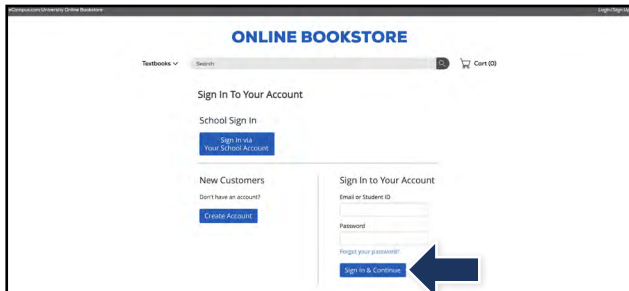 eCampus.com University Online Bookstore
Login/Sign Up
ONLINE BOOKSTORE
Textbooks
Search
Cart (0)
Sign In To Your Account
School Sign In
Sign In via
Your School Account
New Customers
Don't have an account?
Create Account
Sign In to Your Account
Email or Student ID
Password
Forgot your password?
Sign In & Continue